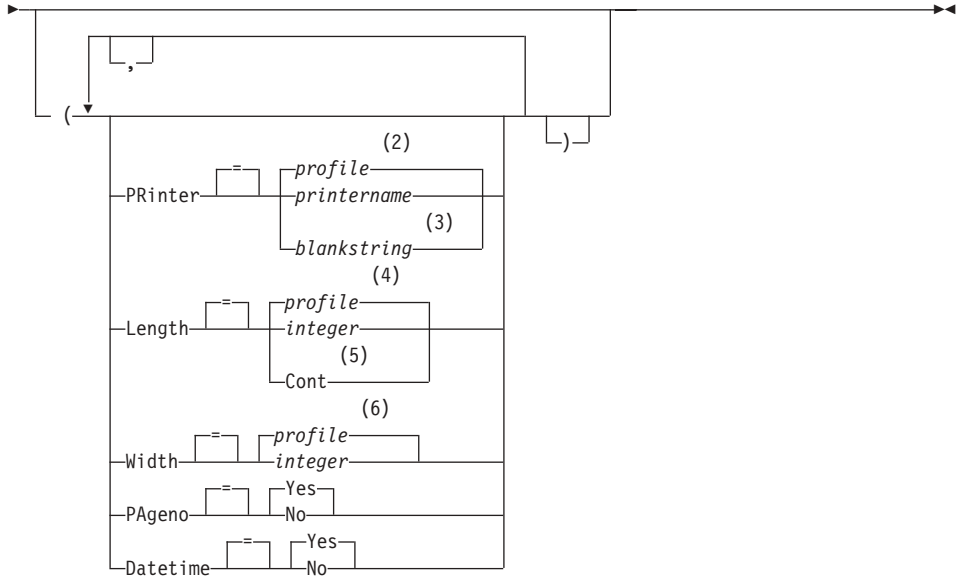 ,
(
)
(2)
=
profile
PRinter
printername
(3)
blankstring
(4)
=
profile
Length
integer
(5)
Cont
(6)
=
profile
Width
integer
=
Yes
PAgeno
No
=
Yes
Datetime
No